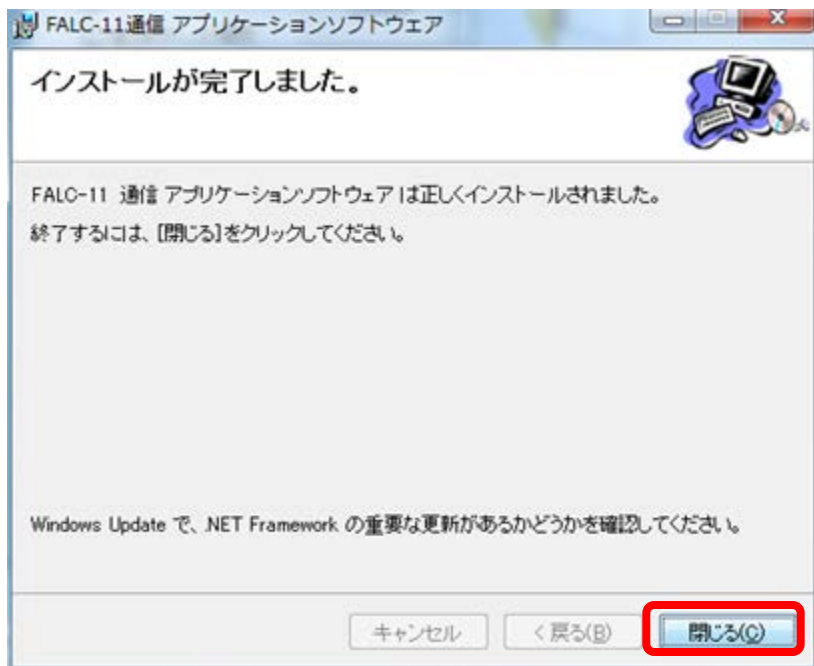 FALC-11通信 アプリケーションソフトウェア
インストールが完了しました。
FALC-11 通信 アプリケーションソフトウェア は正しくインストールされました。
終了するには、[閉じる]をクリックしてください。
Windows Update で、.NET Framework の重要な更新があるかどうかを確認してください。
キャンセル
< 戻る(B)
閉じる(C)